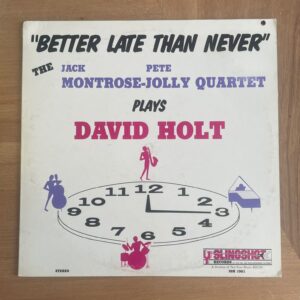 "BETTER LATE THAN NEVER"
THE JACK PETE
MONTROSE-JOLLY QUARTET
PLAYS
DAVID HOLT
11 12 1
10 2
9 3
8 4
7 6 5
STEREO
SLINGSHOT
RECORDS